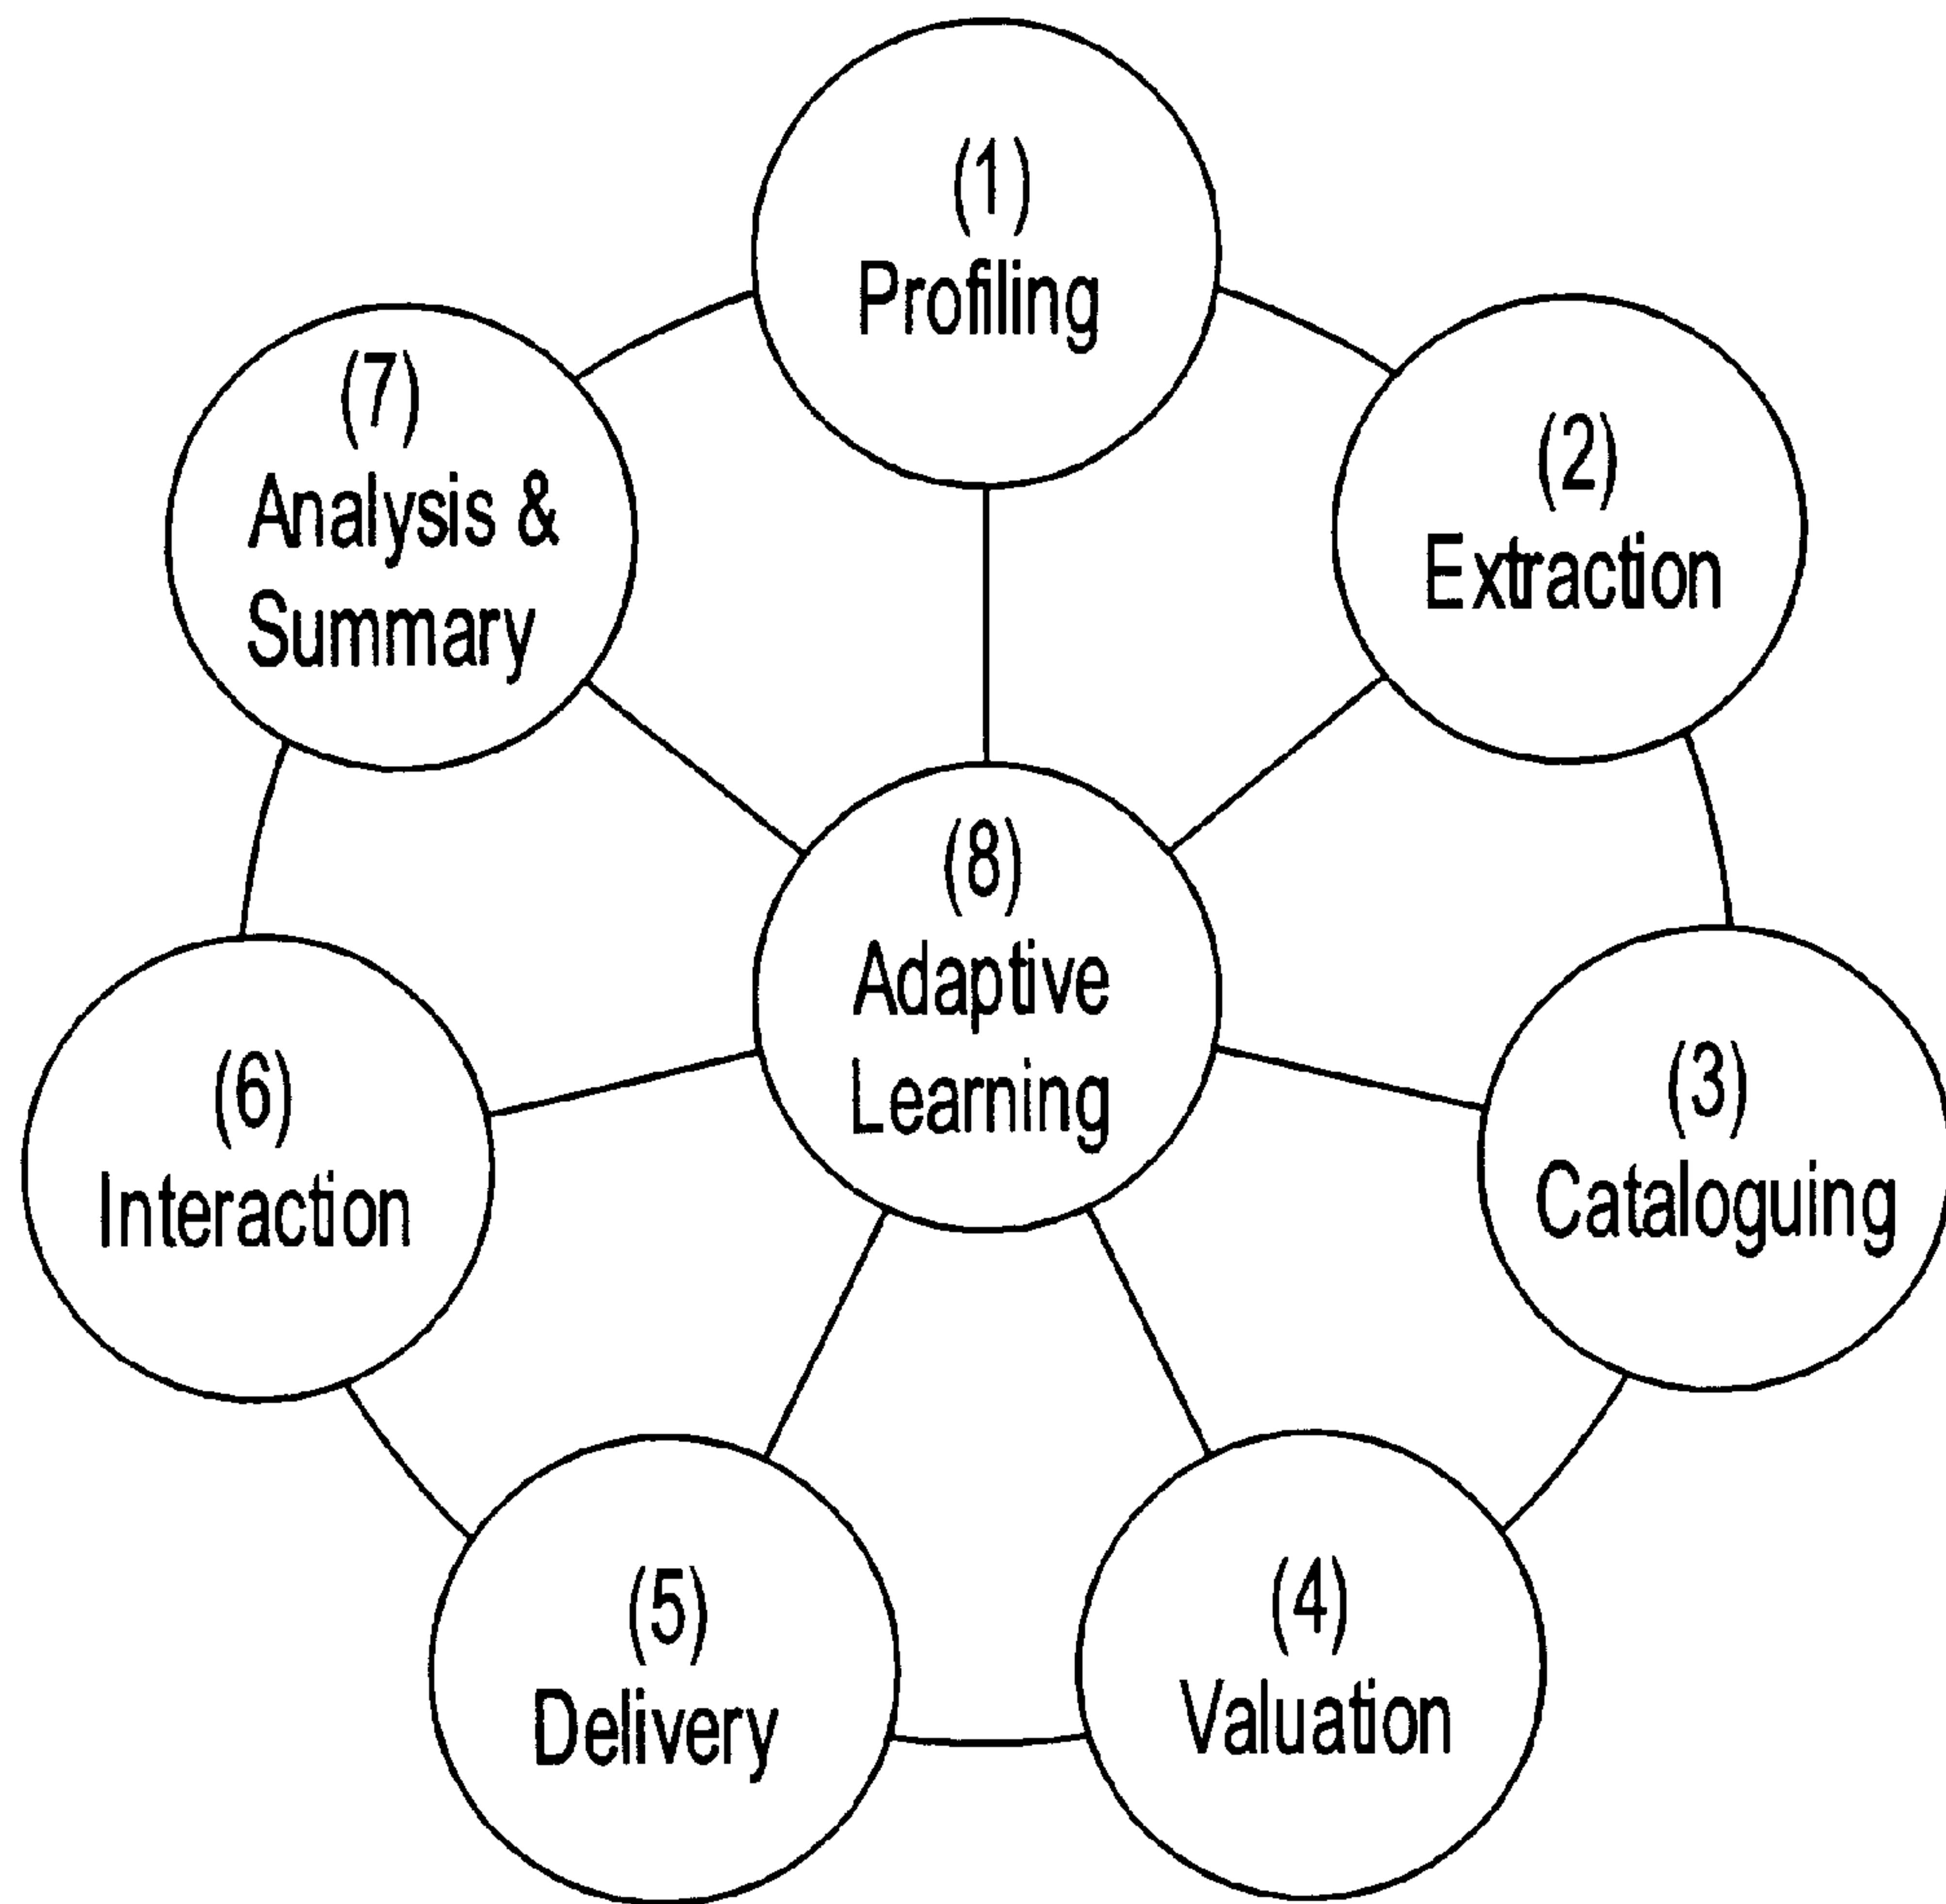 (1)
Profiling
(2)
Extraction
(3)
Cataloguing
(4)
Valuation
(5)
Delivery
(6)
Interaction
(7)
Analysis &
Summary
(8)
Adaptive
Learning